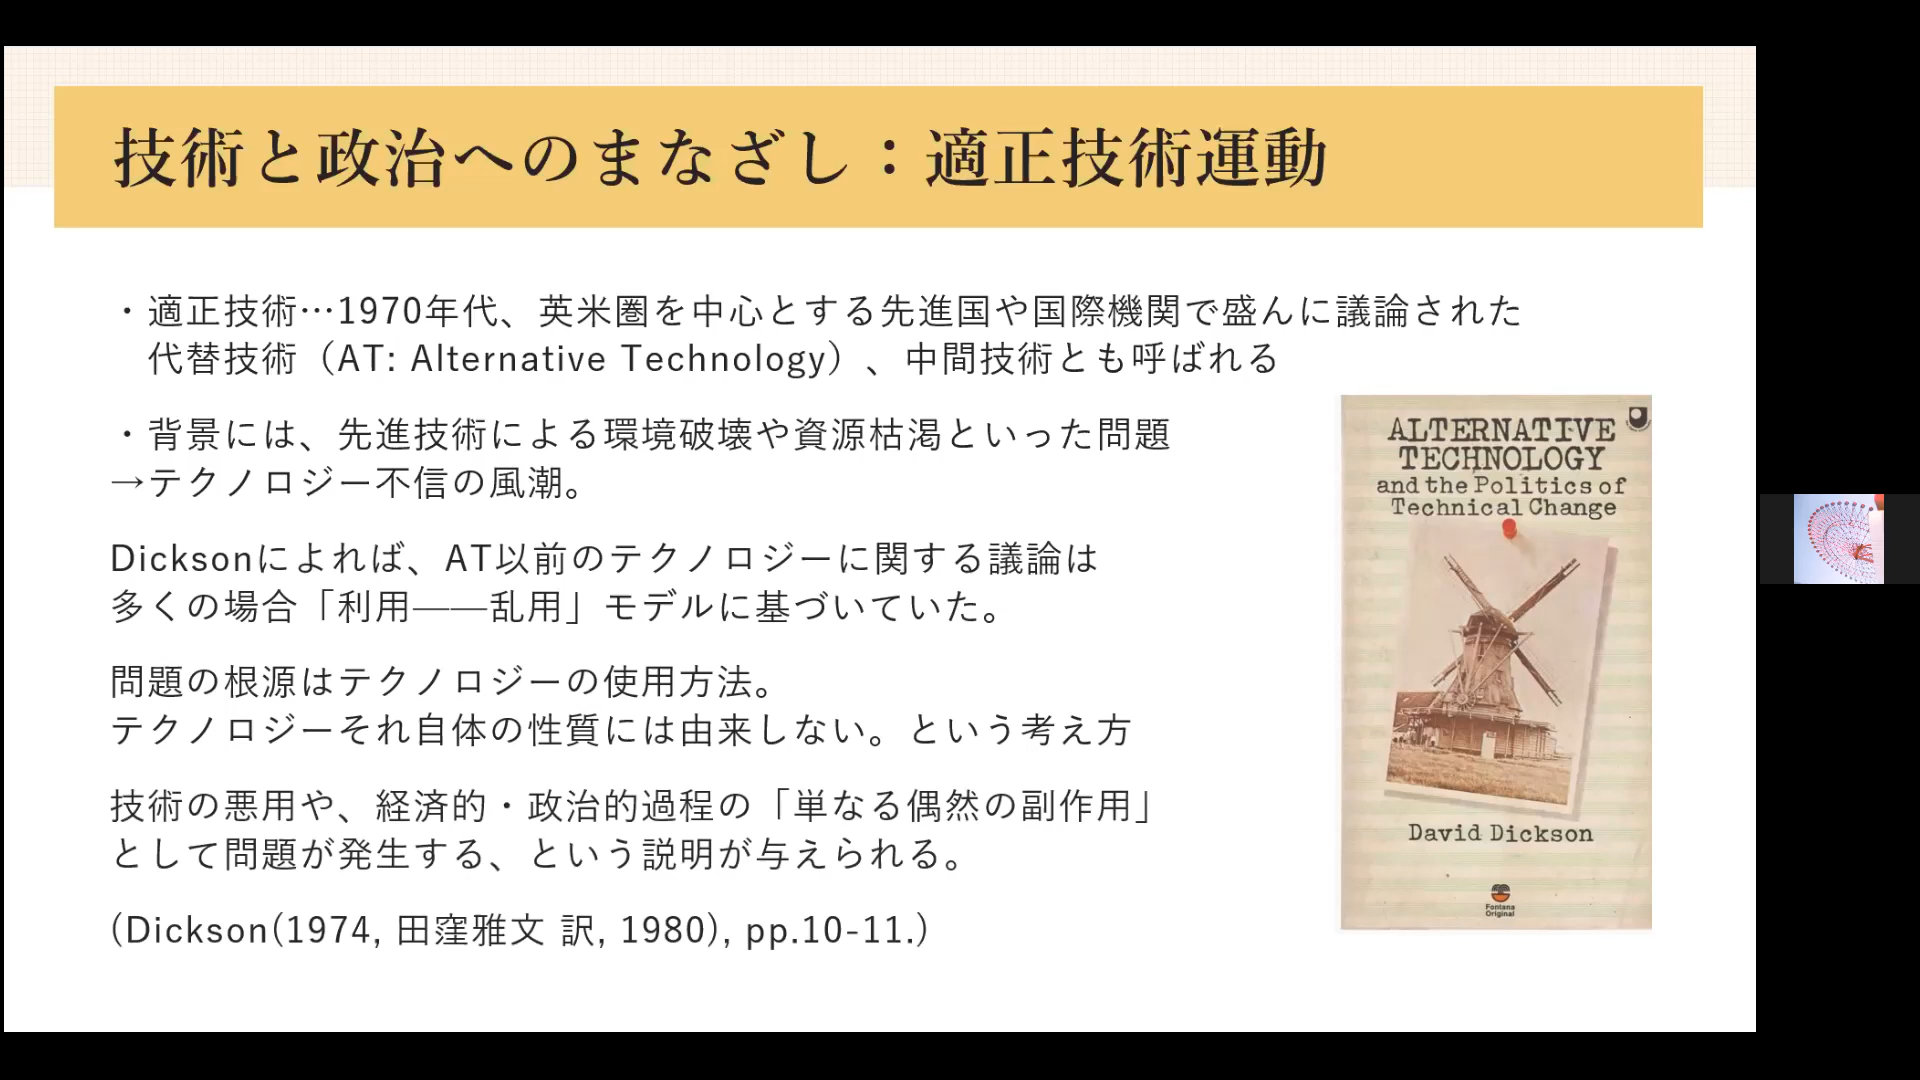 技術と政治へのまなざし：適正技術運動
・適正技術…1970年代、英米圏を中心とする先進国や国際機関で盛んに議論された
代替技術（AT: Alternative Technology）、中間技術とも呼ばれる
・背景には、先進技術による環境破壊や資源枯渇といった問題
→テクノロジー不信の風潮。
Dicksonによれば、AT以前のテクノロジーに関する議論は
多くの場合「利用――乱用」モデルに基づいていた。
問題の根源はテクノロジーの使用方法。
テクノロジーそれ自体の性質には由来しない。という考え方
技術の悪用や、経済的・政治的過程の「単なる偶然の副作用」
として問題が発生する、という説明が与えられる。
(Dickson(1974, 田窪雅文 訳, 1980), pp.10-11.)
ALTERNATIVE
TECHNOLOGY
and the Politics of
Technical Change
David Dickson
Fontana
Original